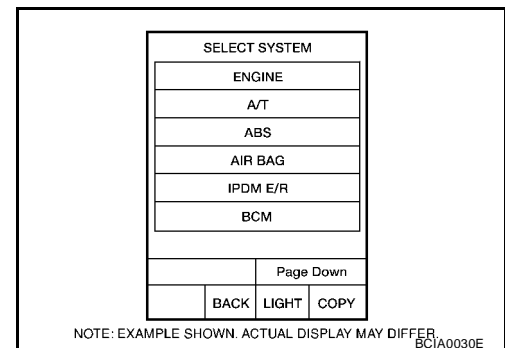 SELECT SYSTEM
ENGINE
A/T
ABS
AIR BAG
IPDM E/R
BCM
Page Down
BACK LIGHT COPY
NOTE: EXAMPLE SHOWN. ACTUAL DISPLAY MAY DIFFER.
BCIA0030E